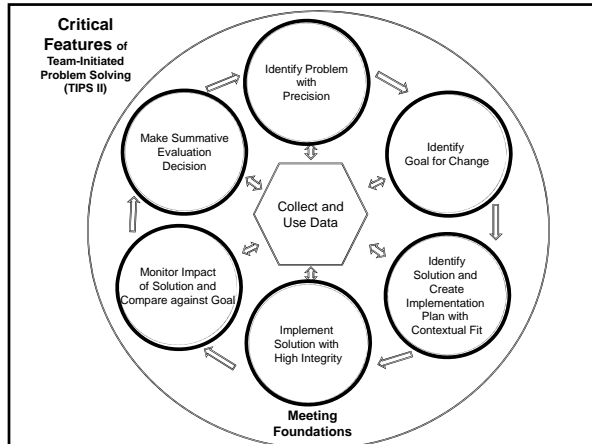 Critical
Features of
Team-Initiated
Problem Solving
(TIPS II)
Identify Problem
with
Precision
Identify
Goal for Change
Identify
Solution and
Create
Implementation
Plan with
Contextual Fit
Implement
Solution with
High Integrity
Monitor Impact
of Solution and
Compare against Goal
Make Summative
Evaluation
Decision
Collect and
Use Data
Meeting
Foundations